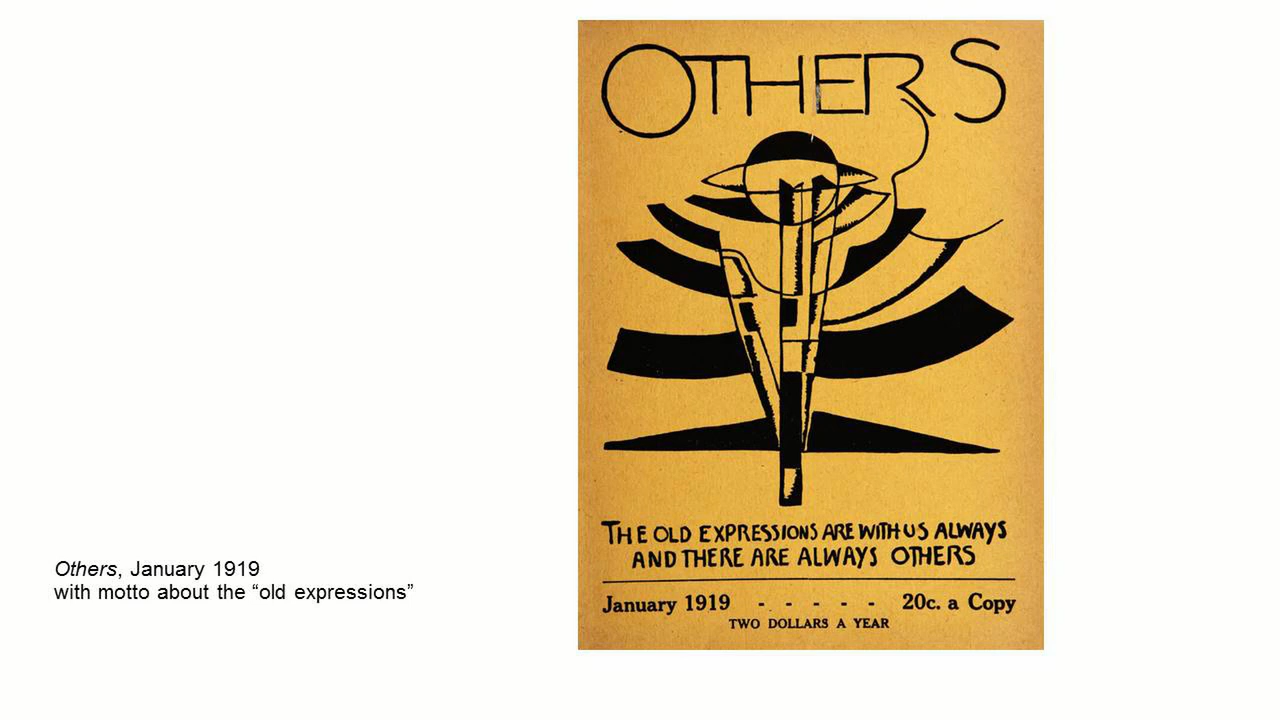 Others, January 1919
with motto about the “old expressions”
OTHERS
THE OLD EXPRESSIONS ARE WITH US ALWAYS
AND THERE ARE ALWAYS OTHERS
January 1919 - - - - - 20c. a Copy
TWO DOLLARS A YEAR